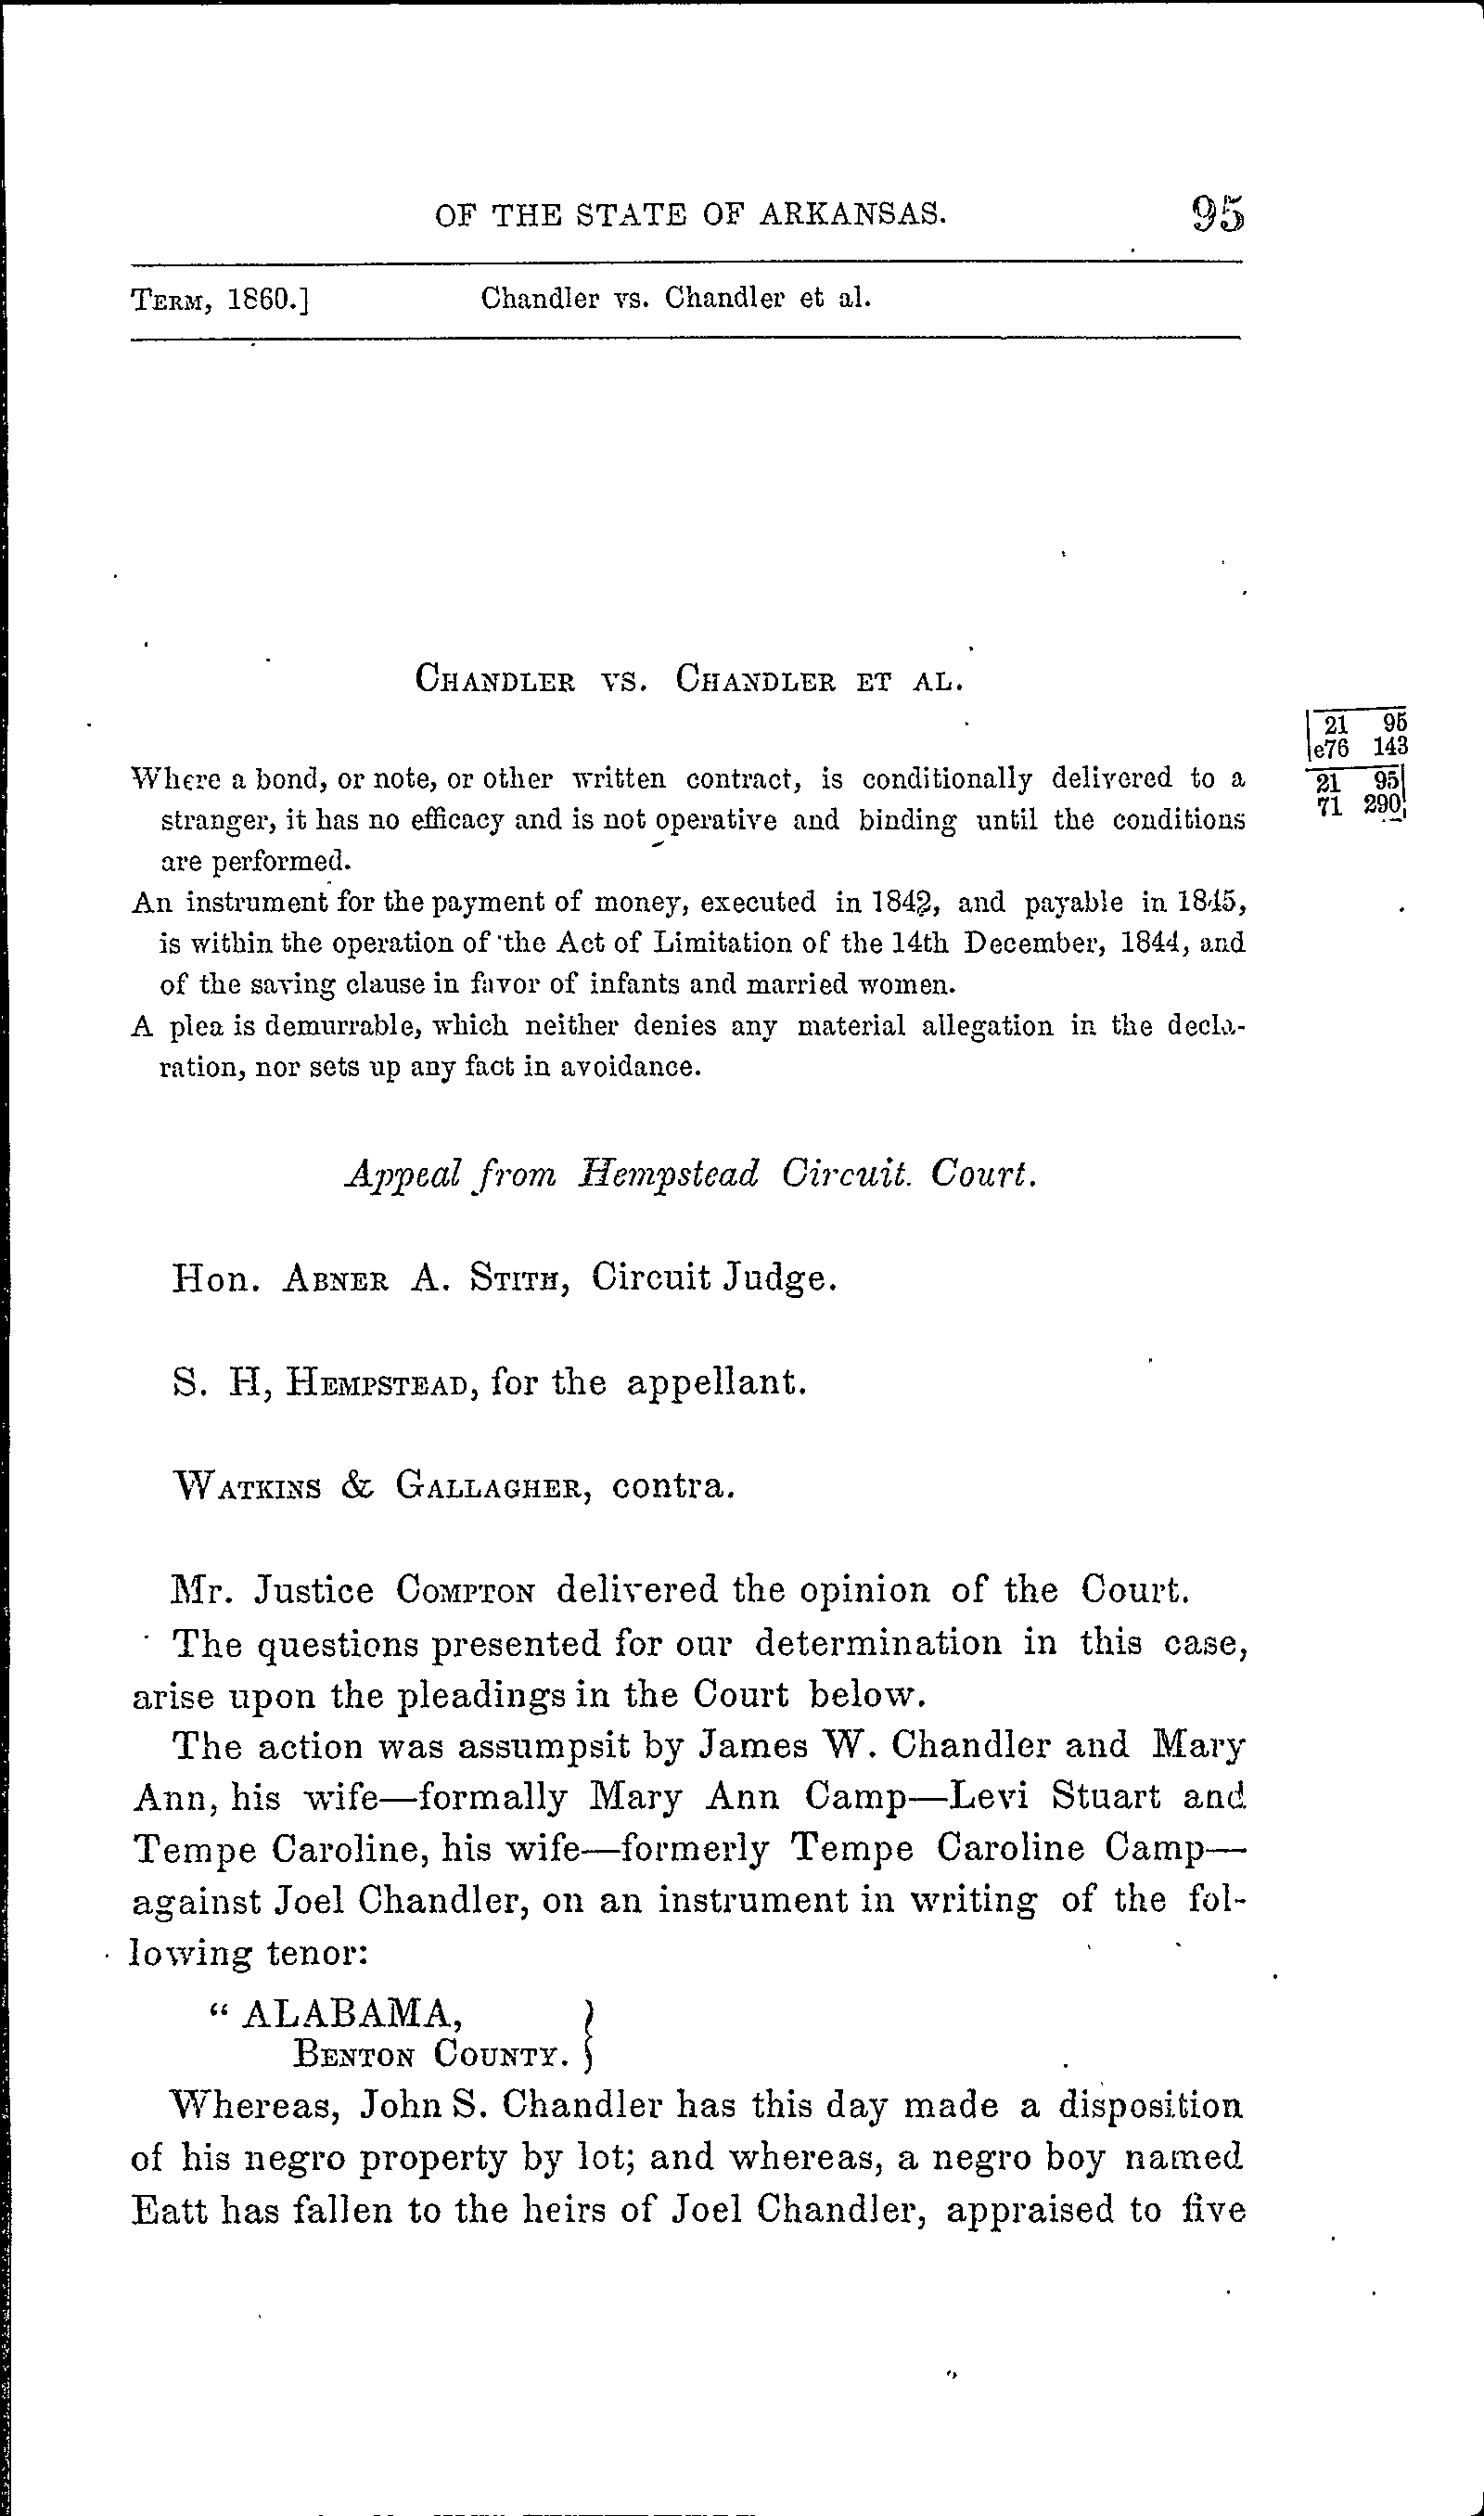 OF THE STATE OF ARKANSAS. 95
TERM, 1860.] Chandler vs. Chandler et al.
CHANDLER VS. CHANDLER ET AL.
21 95
e76 143
21 95
71 290
Where a bond, or note, or other written contract, is conditionally delivered to a
stranger, it has no efficacy and is not operative and binding until the conditions
are performed.
An instrument for the payment of money, executed in 1842, and payable in 1845,
is within the operation of the Act of Limitation of the 14th December, 1844, and
of the saving clause in favor of infants and married women.
A plea is demurrable, which neither denies any material allegation in the decla-
ration, nor sets up any fact in avoidance.
Appeal from Hempstead Circuit. Court.
Hon. ABNER A. STITH, Circuit Judge.
S. H, HEMPSTEAD, for the appellant.
WATKINS & GALLAGHER, contra.
Mr. Justice COMPTON delivered the opinion of the Court.
The questions presented for our determination in this case,
arise upon the pleadings in the Court below.
The action was assumpsit by James W. Chandler and Mary
Ann, his wife—formally Mary Ann Camp—Levi Stuart and
Tempe Caroline, his wife—formerly Tempe Caroline Camp—
against Joel Chandler, on an instrument in writing of the fol-
lowing tenor:
" ALABAMA, }
BENTON COUNTY. }
Whereas, John S. Chandler has this day made a disposition
of his negro property by lot; and whereas, a negro boy named
Eatt has fallen to the heirs of Joel Chandler, appraised to five